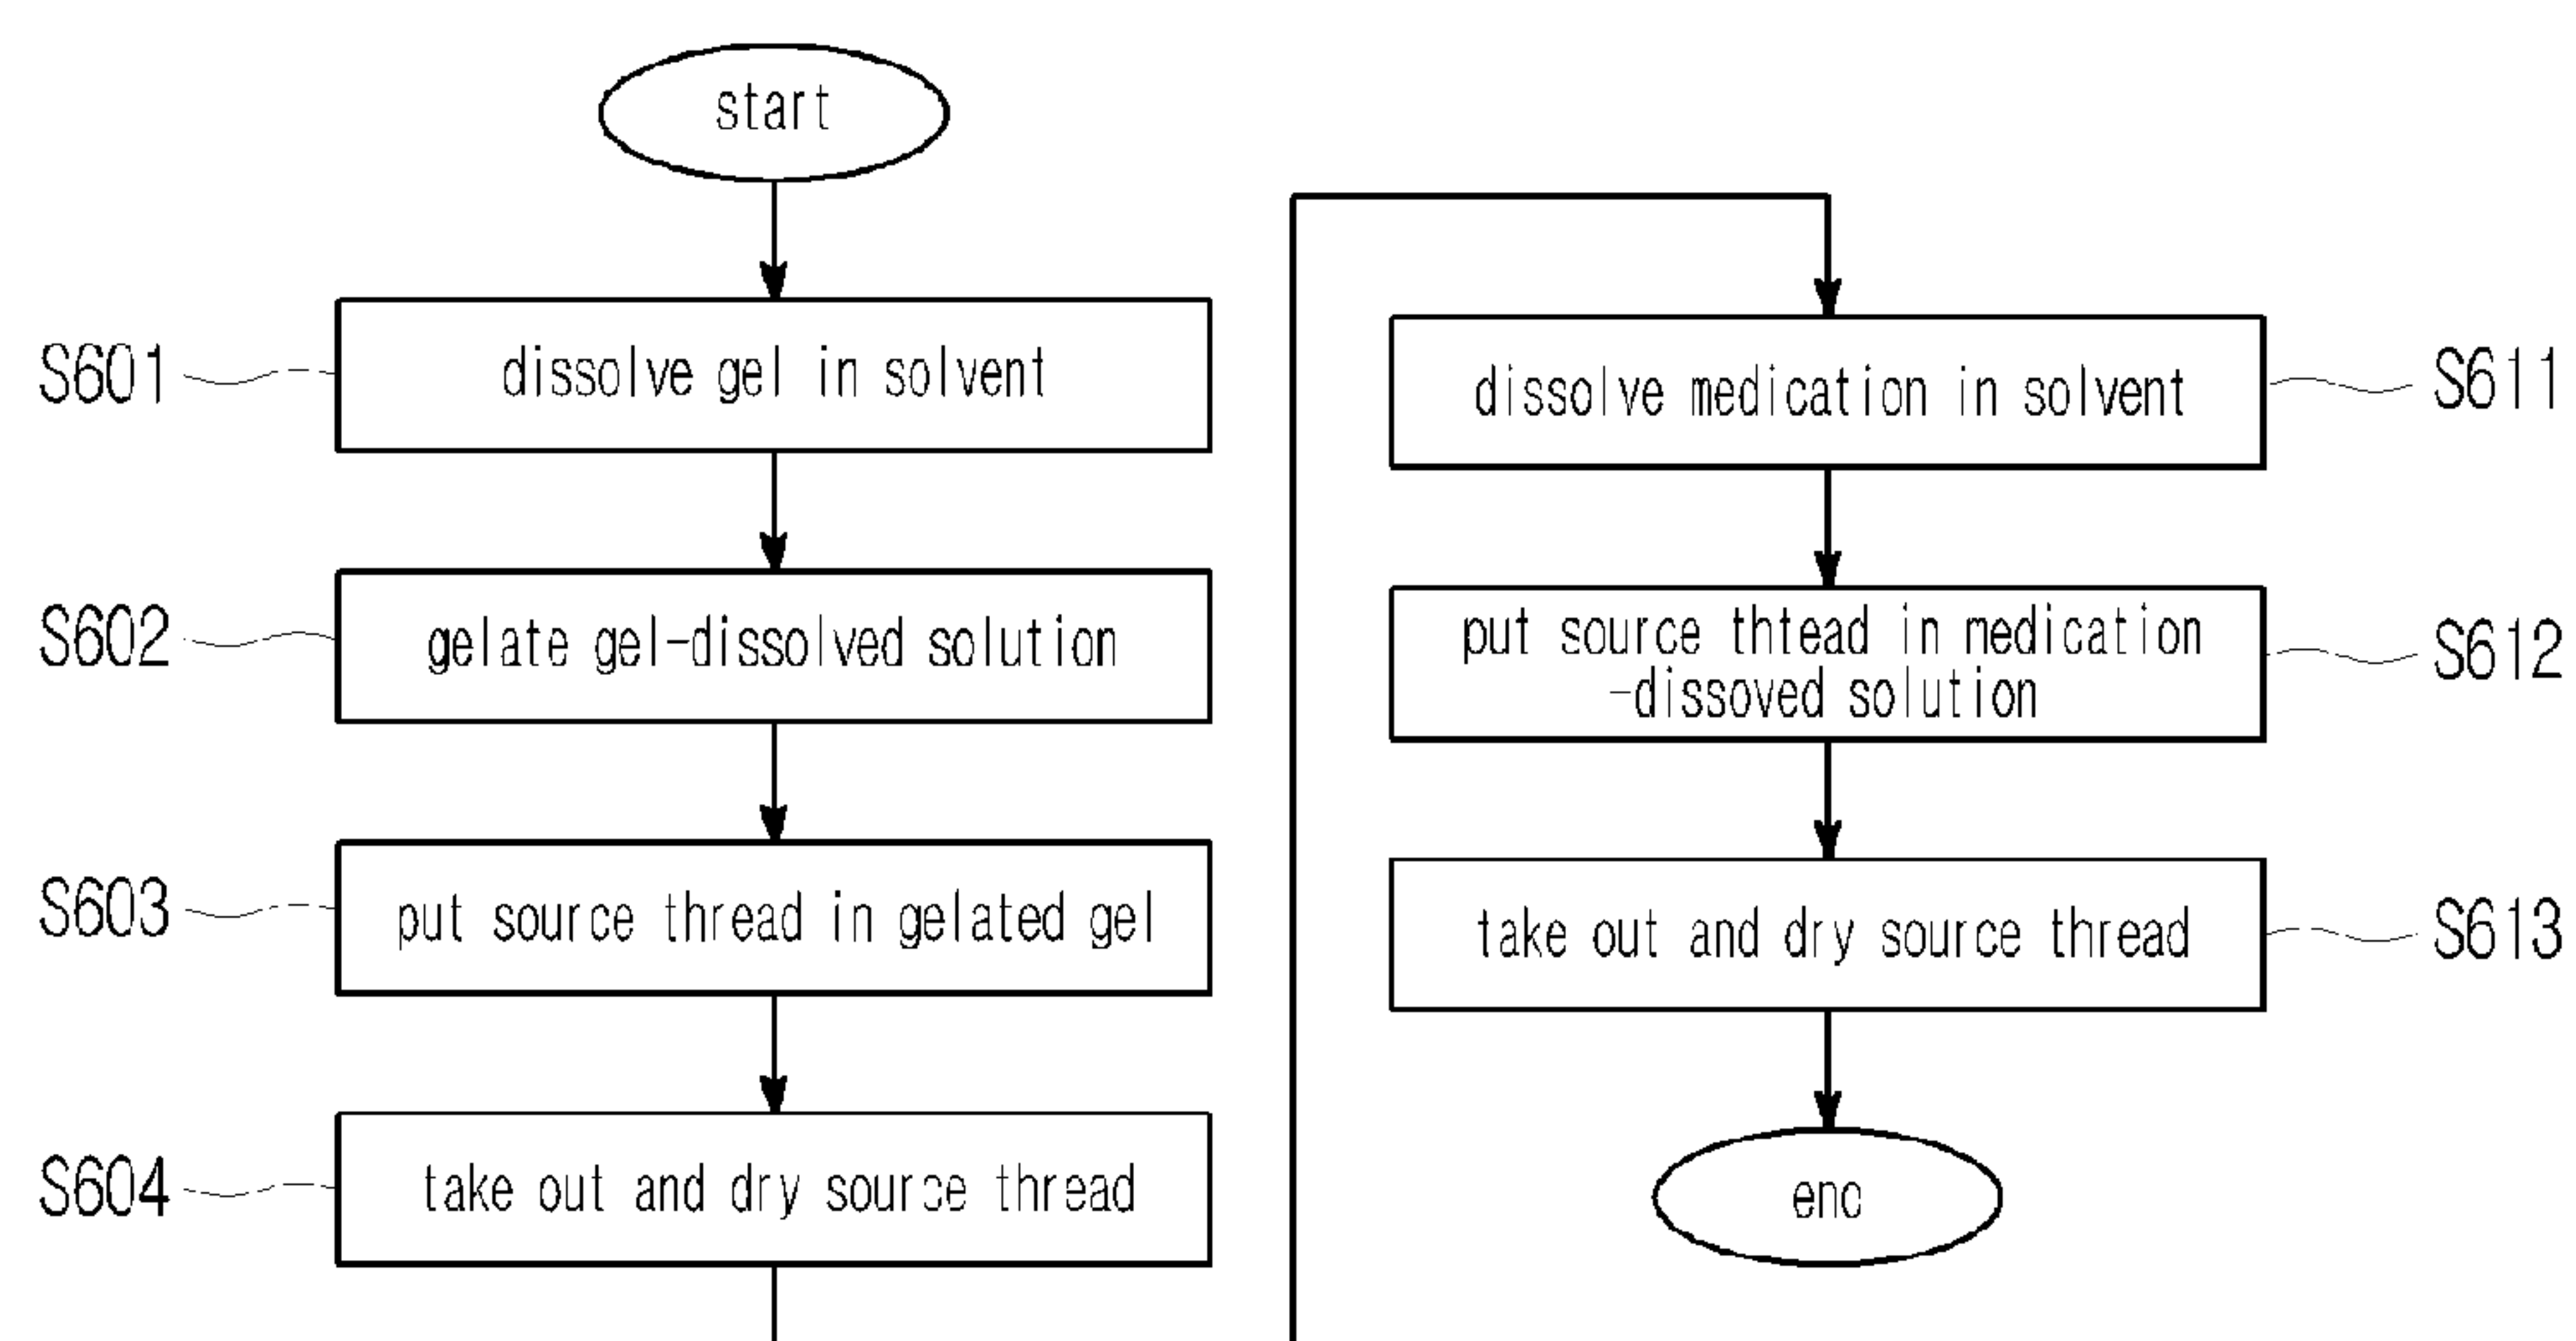 start
S601
dissolve gel in solvent
S602
gelate gel-dissolved solution
S603
put source thread in gelated gel
S604
take out and dry source thread
dissolve medication in solvent
S611
put source thtead in medication
-dissoved solution
S612
take out and dry source thread
S613
end